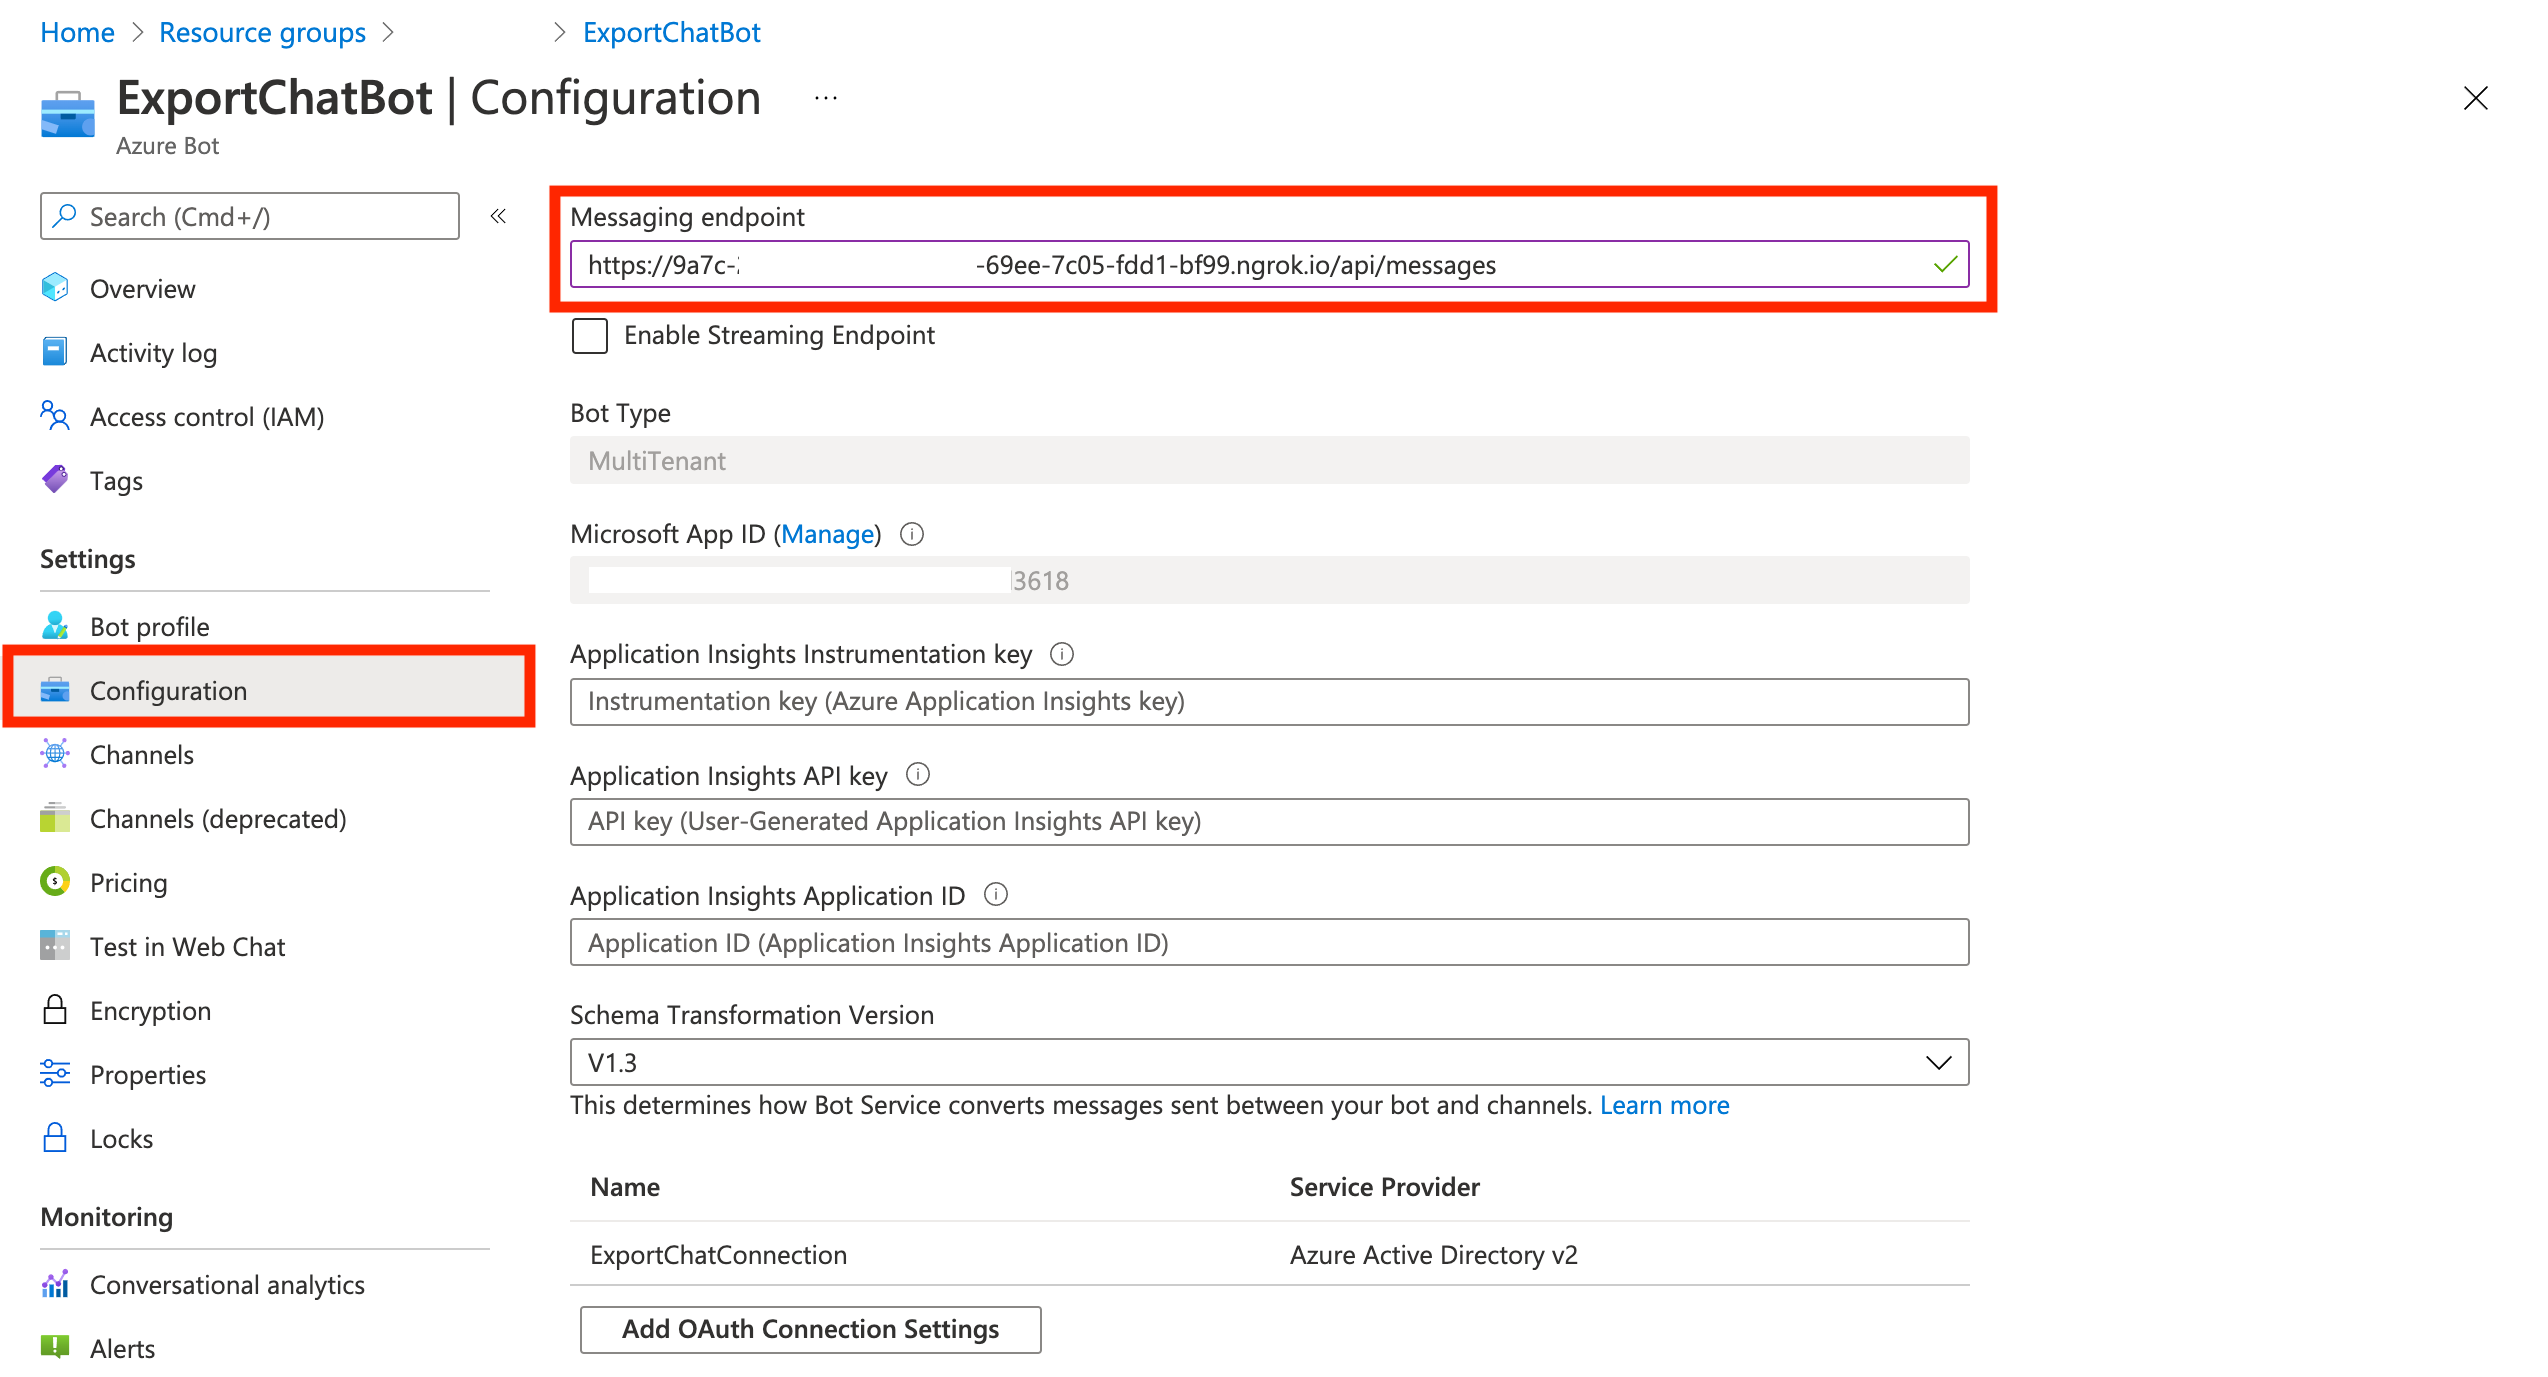 Home > Resource groups > > ExportChatBot
ExportChatBot | Configuration ...
Azure Bot
Search (Cmd+/) «
Overview
Activity log
Access control (IAM)
Tags
Settings
Bot profile
Configuration
Channels
Channels (deprecated)
Pricing
Test in Web Chat
Encryption
Properties
Locks
Monitoring
Conversational analytics
Alerts
Messaging endpoint
https://9a7c- -69ee-7c05-fdd1-bf99.ngrok.io/api/messages
Enable Streaming Endpoint
Bot Type
MultiTenant
Microsoft App ID (Manage)
3618
Application Insights Instrumentation key
Instrumentation key (Azure Application Insights key)
Application Insights API key
API key (User-Generated Application Insights API key)
Application Insights Application ID
Application ID (Application Insights Application ID)
Schema Transformation Version
V1.3
This determines how Bot Service converts messages sent between your bot and channels. Learn more
Name Service Provider
ExportChatConnection Azure Active Directory v2
Add OAuth Connection Settings